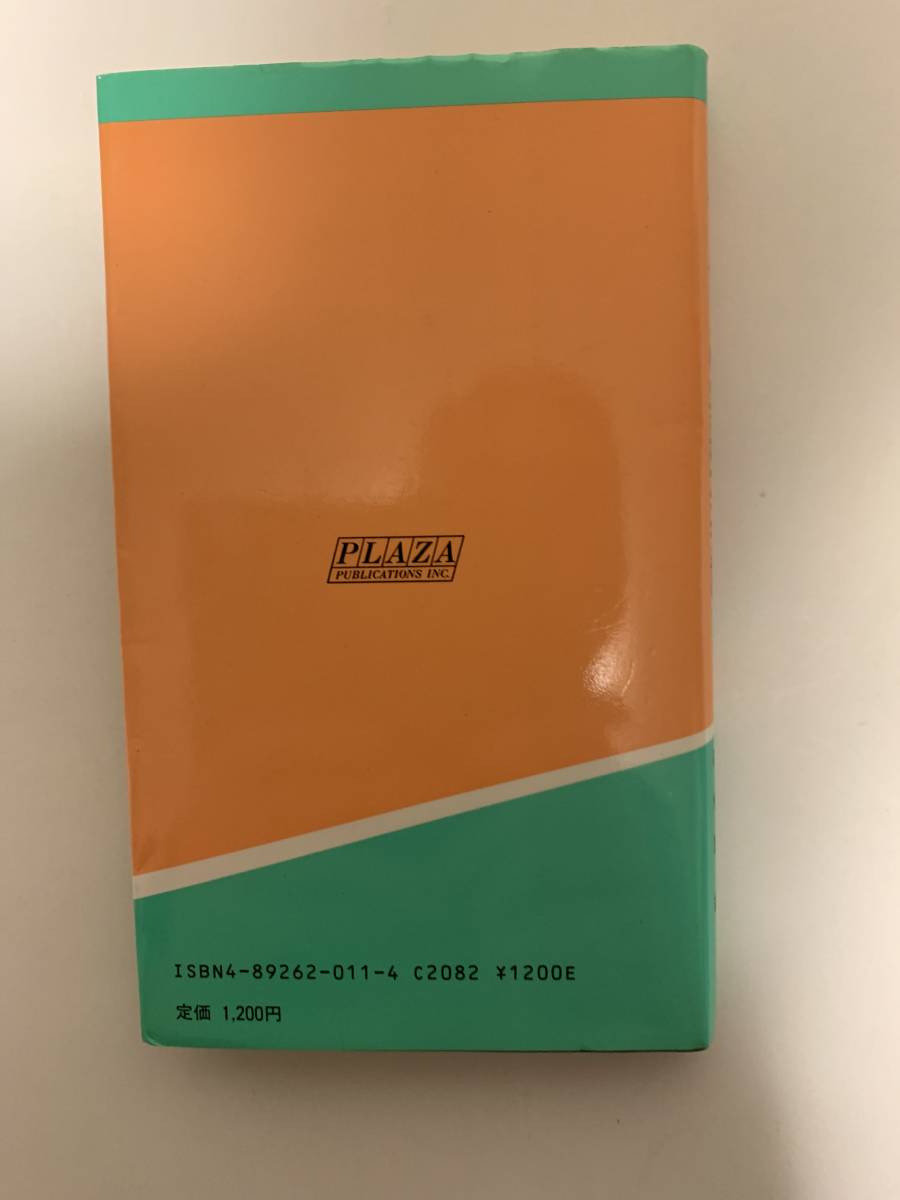 PLAZA
PUBLICATIONS INC.
ISBN4-89262-011-4 C2082 ¥1200E
定価 1,200円